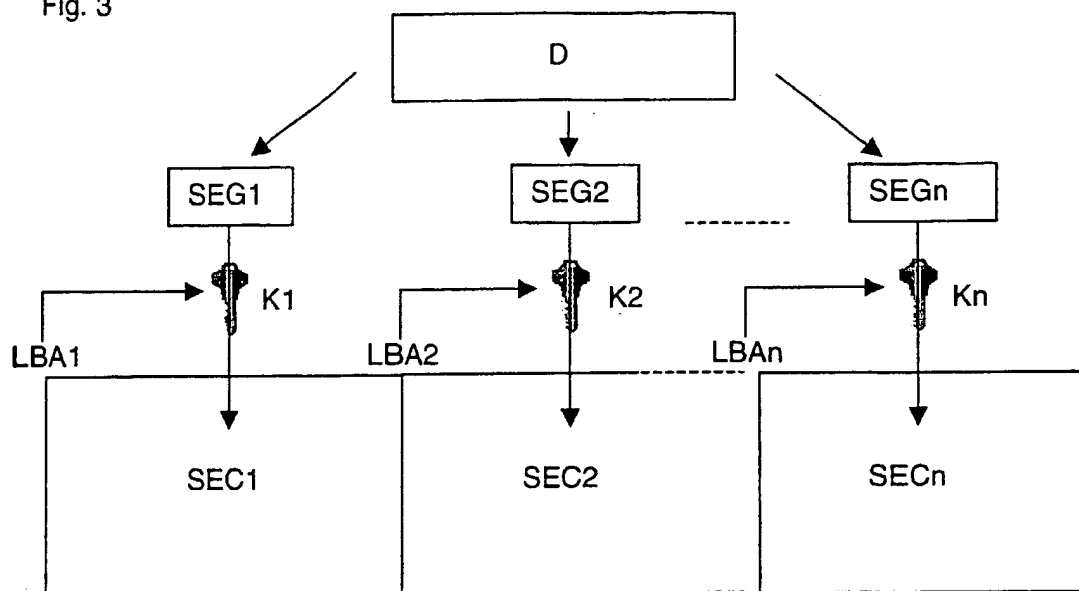 Fig. 3
D
SEG1 SEG2 SEGn
K1 K2 Kn
LBA1 LBA2 LBAn
SEC1 SEC2 SECn